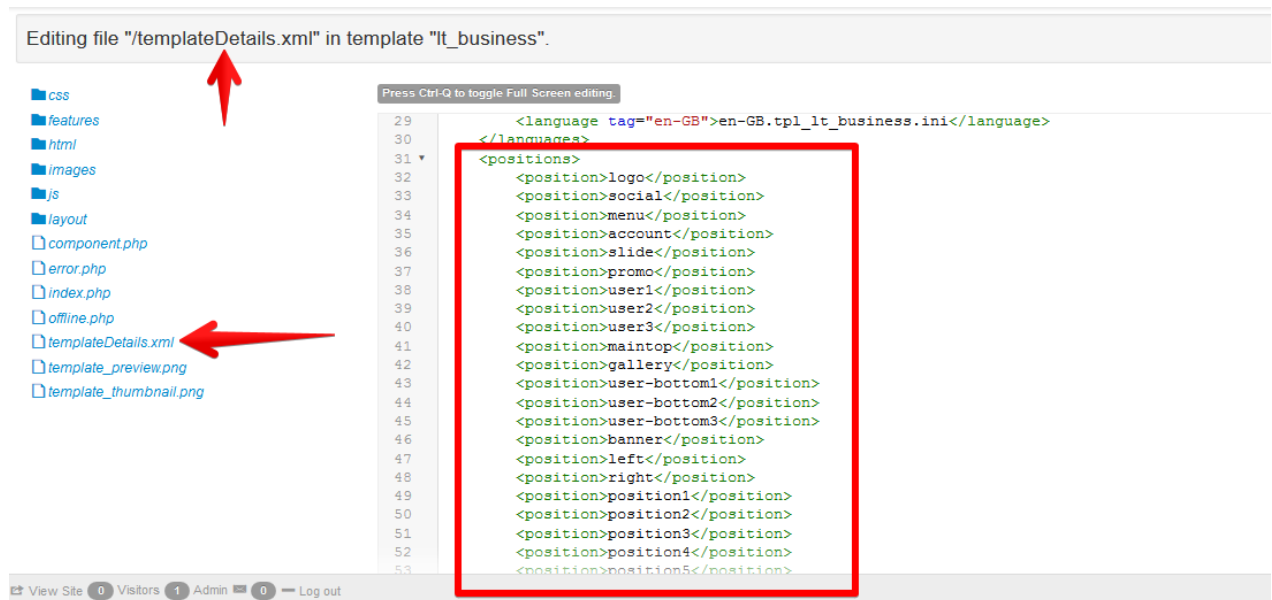 Editing file "/templateDetails.xml" in template "lt_business".
css
features
html
images
js
layout
component.php
error.php
index.php
offline.php
templateDetails.xml
template_preview.png
template_thumbnail.png
Press Ctrl-Q to toggle Full Screen editing.
29 <language tag="en-GB">en-GB.tpl_lt_business.ini</language>
30 </languages>
31 <positions>
32 <position>logo</position>
33 <position>social</position>
34 <position>menu</position>
35 <position>account</position>
36 <position>slide</position>
37 <position>promo</position>
38 <position>user1</position>
39 <position>user2</position>
40 <position>user3</position>
41 <position>maintop</position>
42 <position>gallery</position>
43 <position>user-bottom1</position>
44 <position>user-bottom2</position>
45 <position>user-bottom3</position>
46 <position>banner</position>
47 <position>left</position>
48 <position>right</position>
49 <position>position1</position>
50 <position>position2</position>
51 <position>position3</position>
52 <position>position4</position>
53 <position>position5</position>
View Site 0 Visitors 1 Admin 0 Log out